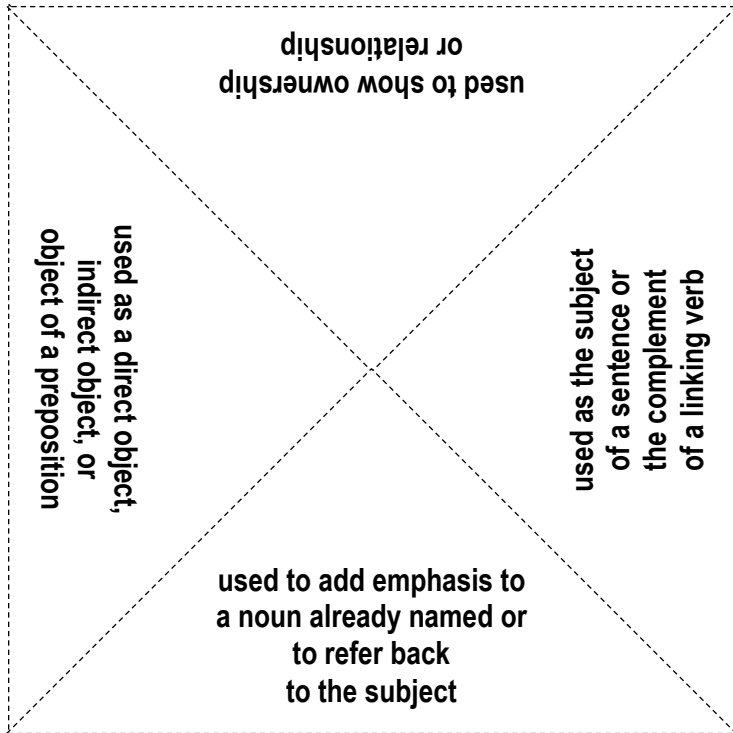 used to show ownership
or relationship
used as a direct object,
indirect object, or
object of a preposition
used as the subject
of a sentence or
the complement
of a linking verb
used to add emphasis to
a noun already named or
to refer back
to the subject